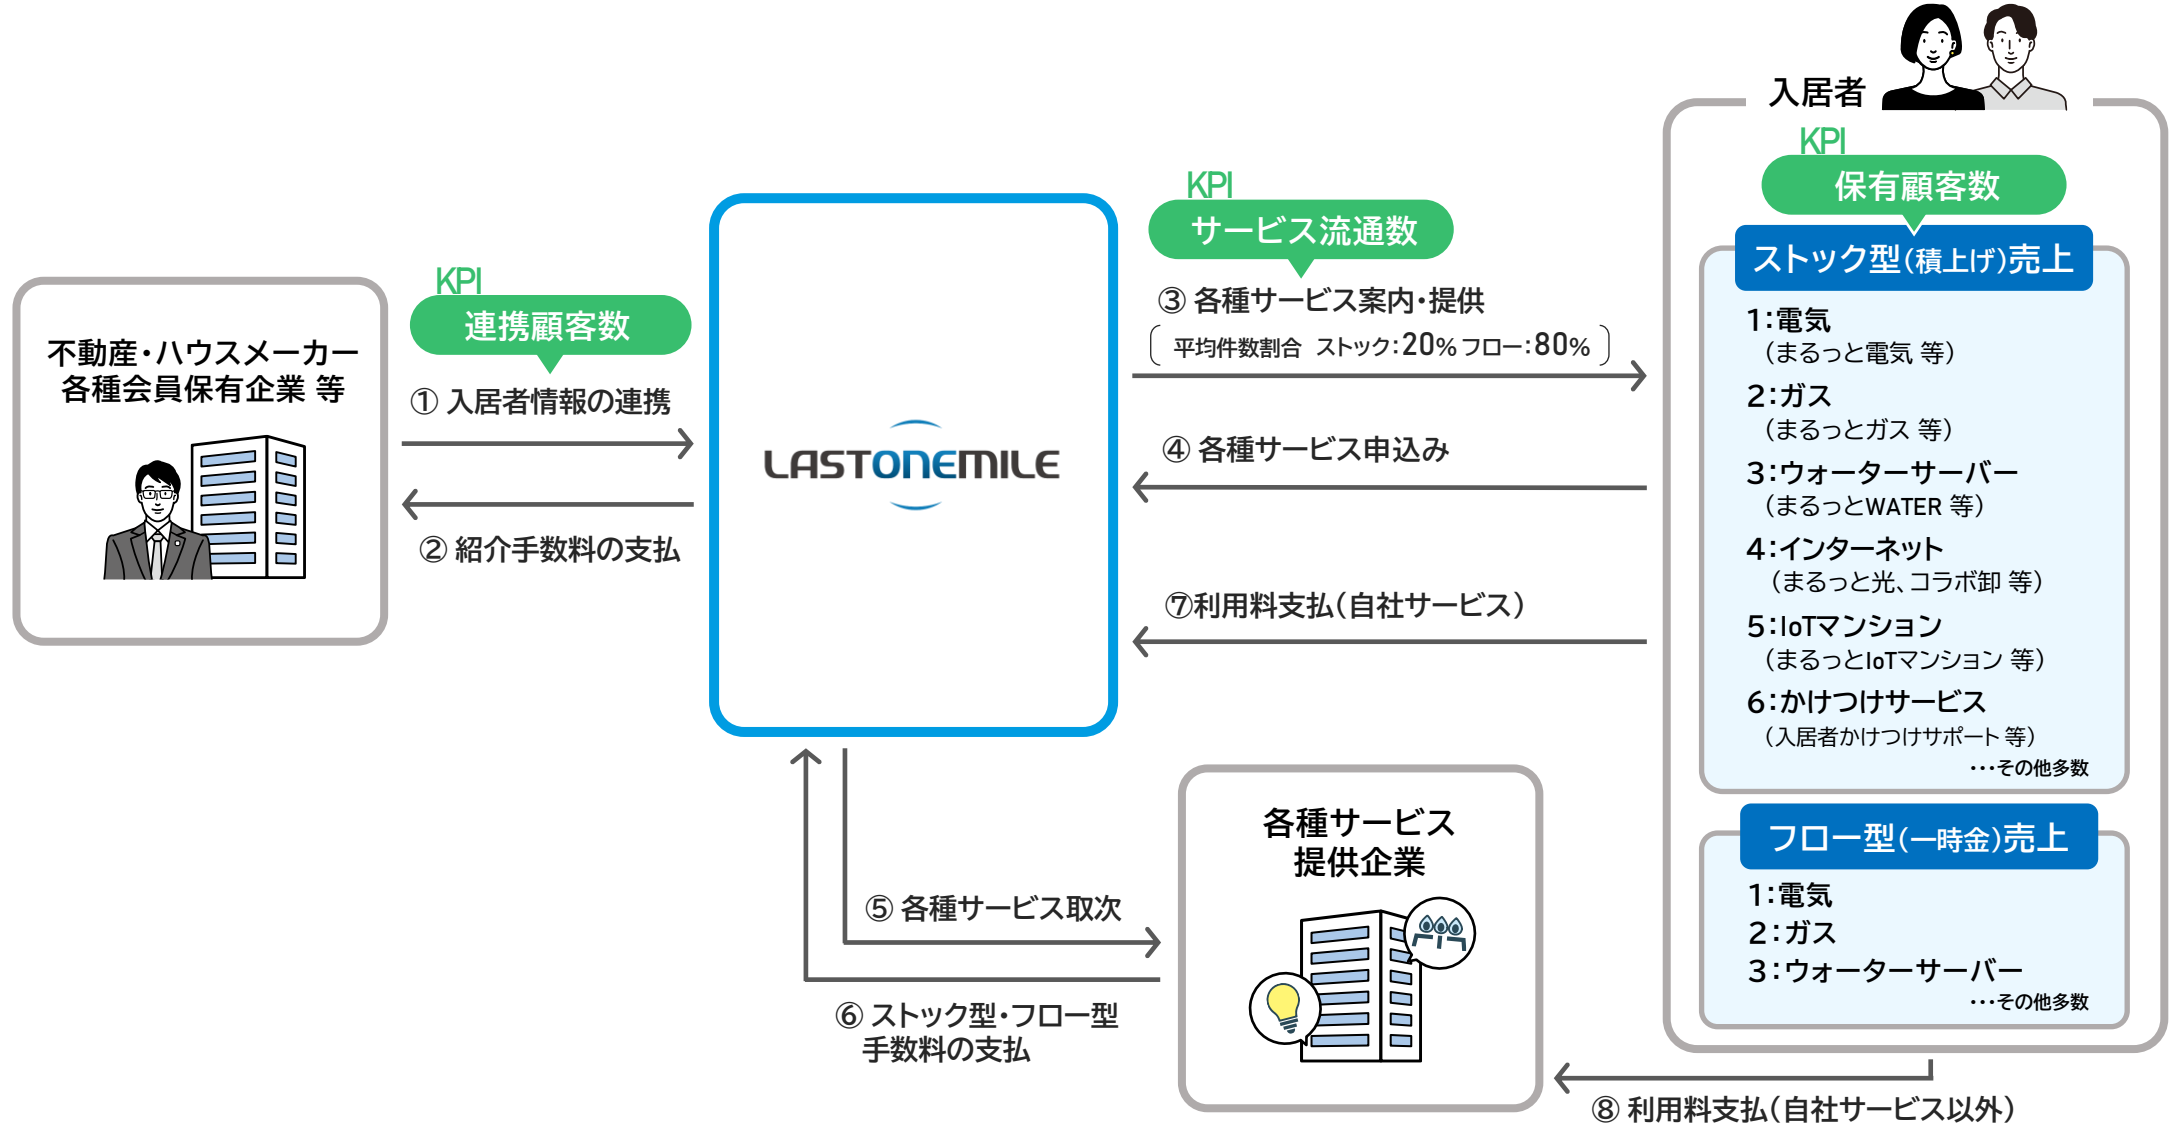 不動産・ハウスメーカー
各種会員保有企業 等
KPI
連携顧客数
① 入居者情報の連携
② 紹介手数料の支払
LASTONEMILE
KPI
サービス流通数
③ 各種サービス案内・提供
平均件数割合 ストック：20% フロー：80%
④ 各種サービス申込み
⑦利用料支払（自社サービス）
⑤ 各種サービス取次
⑥ ストック型・フロー型
手数料の支払
各種サービス
提供企業
入居者
KPI
保有顧客数
ストック型（積上げ）売上
1：電気
（まるっと電気 等）
2：ガス
（まるっとガス 等）
3：ウォーターサーバー
（まるっとWATER 等）
4：インターネット
（まるっと光、コラボ卸 等）
5：IoTマンション
（まるっとIoTマンション 等）
6：かけつけサービス
（入居者かけつけサポート 等）
…その他多数
フロー型（一時金）売上
1：電気
2：ガス
3：ウォーターサーバー
…その他多数
⑧ 利用料支払（自社サービス以外）